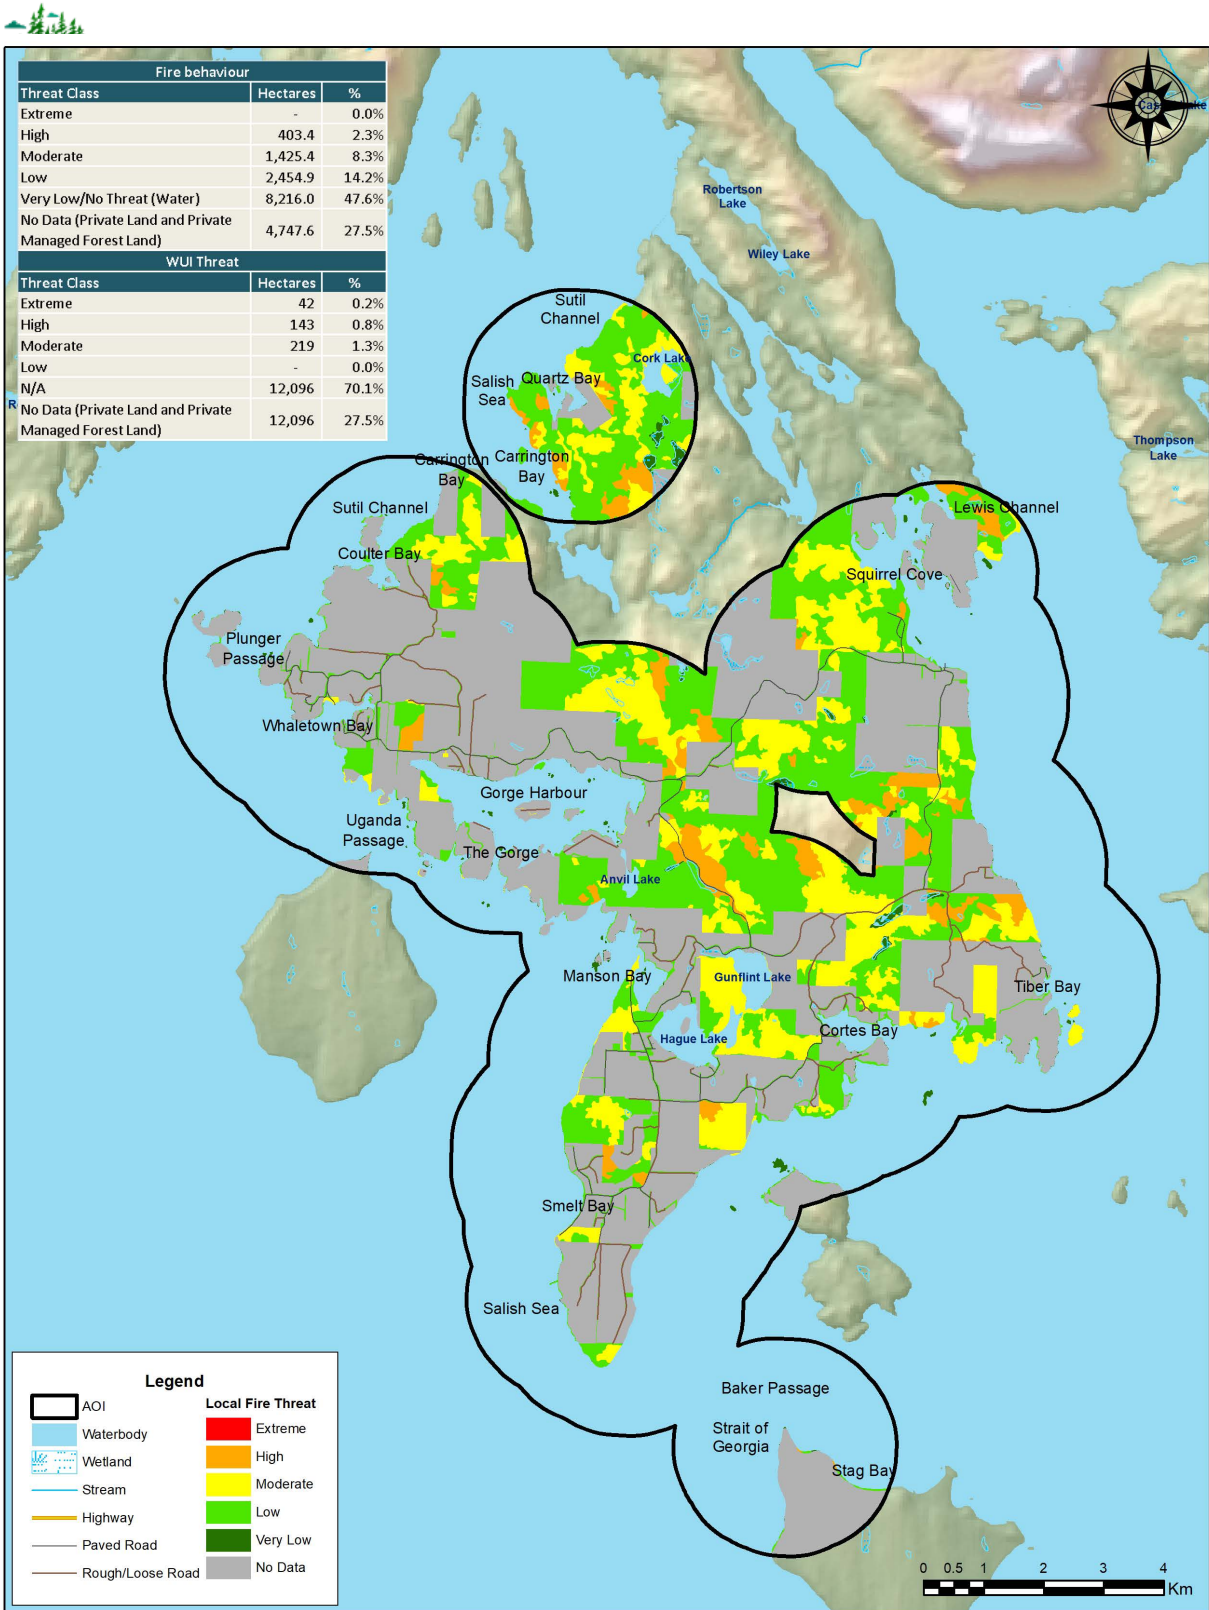 Fire behaviour
Threat Class Hectares %
Extreme - 0.0%
High 403.4 2.3%
Moderate 1,425.4 8.3%
Low 2,454.9 14.2%
Very Low/No Threat (Water) 8,216.0 47.6%
No Data (Private Land and Private
Managed Forest Land) 4,747.6 27.5%
WUI Threat
Threat Class Hectares %
Extreme 42 0.2%
High 143 0.8%
Moderate 219 1.3%
Low - 0.0%
N/A 12,096 70.1%
No Data (Private Land and Private
Managed Forest Land) 12,096 27.5%
R
Robertson
Lake
Wiley Lake
Sutil
Channel
Cork Lake
Quartz Bay
Salish
Sea
Thompson
Lake
Carrington
Bay
Carrington
Bay
Sutil Channel
Lewis Channel
Coulter Bay
Squirrel Cove
Plunger
Passage
Whaletown Bay
Gorge Harbour
Uganda
Passage
The Gorge
Anvil Lake
Manson Bay
Gunflint Lake
Tiber Bay
Hague Lake
Cortes Bay
Smelt Bay
Salish Sea
Baker Passage
Strait of
Georgia
Stag Bay
Legend
AOI
Waterbody
Wetland
Stream
Highway
Paved Road
Rough/Loose Road
Local Fire Threat
Extreme
High
Moderate
Low
Very Low
No Data
0 0.5 1 2 3 4
Km